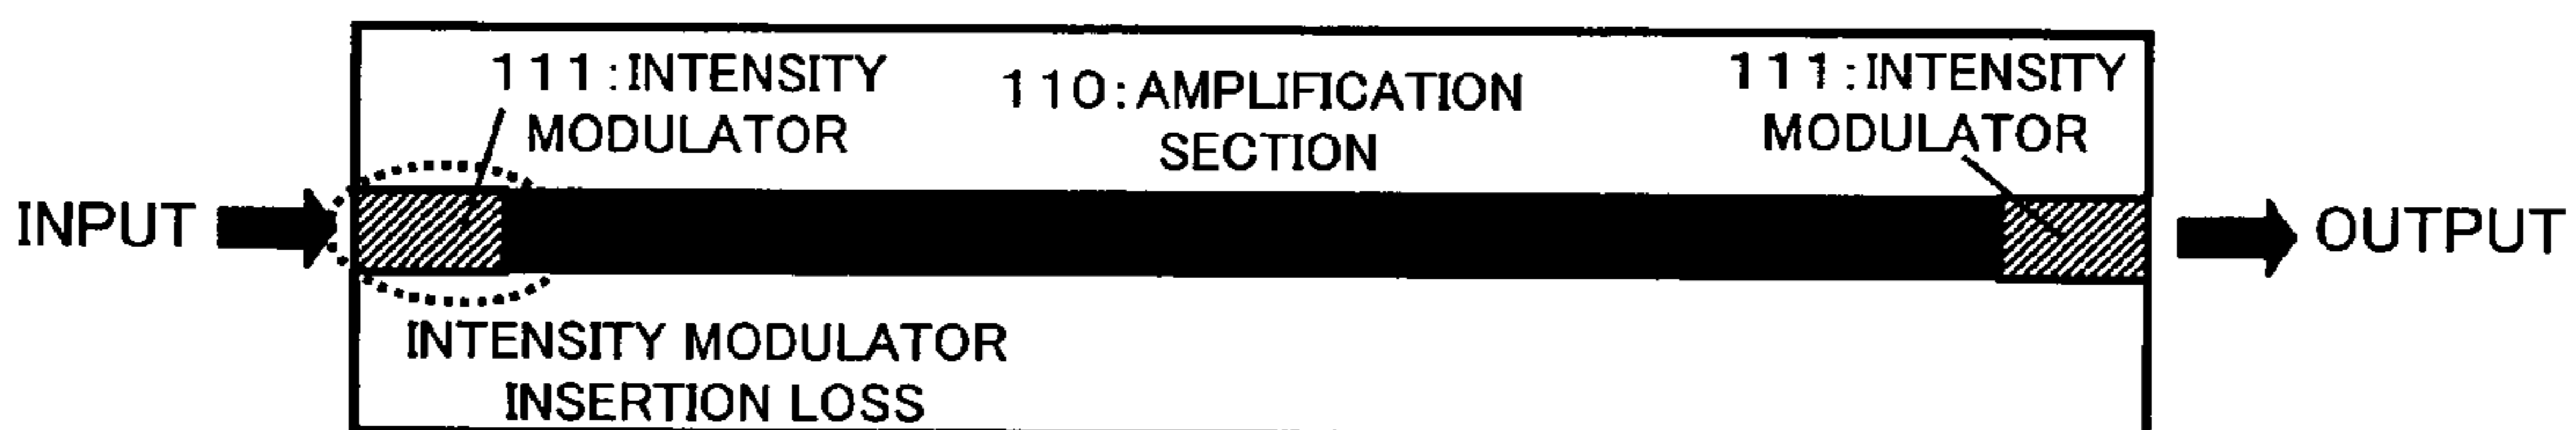 111:INTENSITY
MODULATOR
110:AMPLIFICATION
SECTION
111:INTENSITY
MODULATOR
INPUT
OUTPUT
INTENSITY MODULATOR
INSERTION LOSS